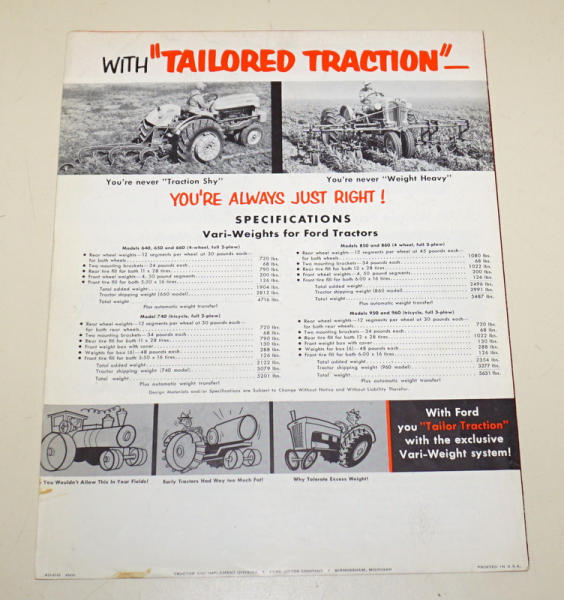 WITH "TAILORED TRACTION"—
You're never "Traction Shy"
You're never "Weight Heavy"
YOU'RE ALWAYS JUST RIGHT!
SPECIFICATIONS
Vari-Weights for Ford Tractors
Models 640, 650 and 660 (4-wheel, full 2-plow)
• Rear wheel weights—12 segments per wheel at 30 pounds each—
for both wheels 720 lbs.
• Two mounting brackets—34 pounds each 68 lbs.
• Rear tire fill for both 11 x 28 tires 790 lbs.
• Front wheel weights—4, 50 pound segments 200 lbs.
• Front tire fill for both 5:50 x 16 tires 126 lbs.
Total added weight 1904 lbs.
Tractor shipping weight (650 model) 2812 lbs.
Total weight 4716 lbs.
Plus automatic weight transfer!
Model 740 (tricycle, full 2-plow)
• Rear wheel weights—12 segments per wheel at 30 pounds each—
for both rear wheels 720 lbs.
• Two mounting brackets—34 pounds each 68 lbs.
• Rear tire fill for both 11 x 28 tires 790 lbs.
• Front weight box with cover 130 lbs.
• Weights for box (6)—48 pounds each 288 lbs.
• Front tire fill for both 5:50 x 16 tires 126 lbs.
Total added weight 2122 lbs.
Tractor shipping weight (740 model) 3079 lbs.
Total weight 5201 lbs.
Plus automatic weight transfer!
Models 850 and 860 (4 wheel, full 3-plow)
• Rear wheel weights—12 segments per wheel at 45 pounds each—
for both wheels 1080 lbs.
• Two mounting brackets—34 pounds each 68 lbs.
• Rear tire fill for both 12 x 28 tires 1022 lbs.
• Front wheel weights—4, 50 pound segments 200 lbs.
• Front tire fill for both 6:00 x 16 tires 126 lbs.
Total added weight 2496 lbs.
Tractor shipping weight (860 model) 2991 lbs.
Total weight 5487 lbs.
Plus automatic weight transfer!
Models 950 and 960 (tricycle, full 3-plow)
• Rear wheel weights—12 segments per wheel at 30 pounds each—
for both rear wheels 720 lbs.
• Two mounting brackets—34 pounds each 68 lbs.
• Rear tire fill for both 12 x 28 tires 1022 lbs.
• Front weight box with cover 130 lbs.
• Weights for box (6)—48 pounds each 288 lbs.
• Front tire fill for both 6:00 x 16 tires 126 lbs.
Total added weight 2354 lbs.
Tractor shipping weight (960 model) 3277 lbs.
Total weight 5631 lbs.
Plus automatic weight transfer!
Design Materials and/or Specifications are Subject to Change Without Notice and Without Liability Therefor.
You Wouldn't Allow This In Your Fields!
Early Tractors Had Way too Much Fat!
Why Tolerate Excess Weight!
With Ford
you "Tailor Traction"
with the exclusive
Vari-Weight system!
TRACTOR AND IMPLEMENT DIVISION • FORD MOTOR COMPANY • BIRMINGHAM, MICHIGAN
PRINTED IN U.S.A.